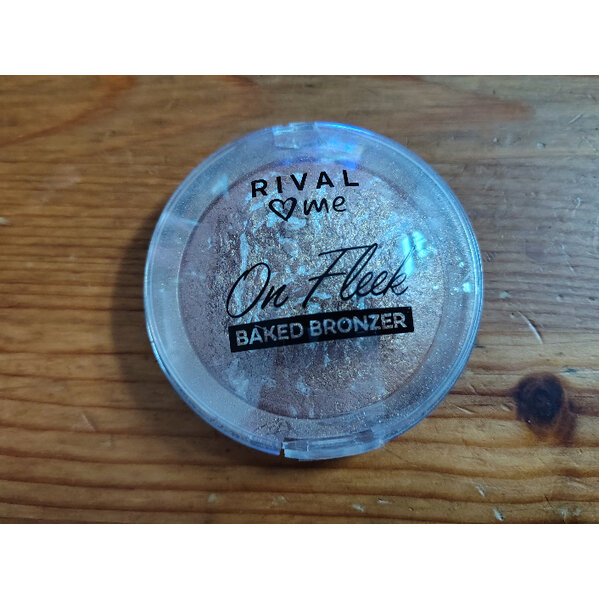 RIVAL
me
On Fleek
BAKED BRONZER